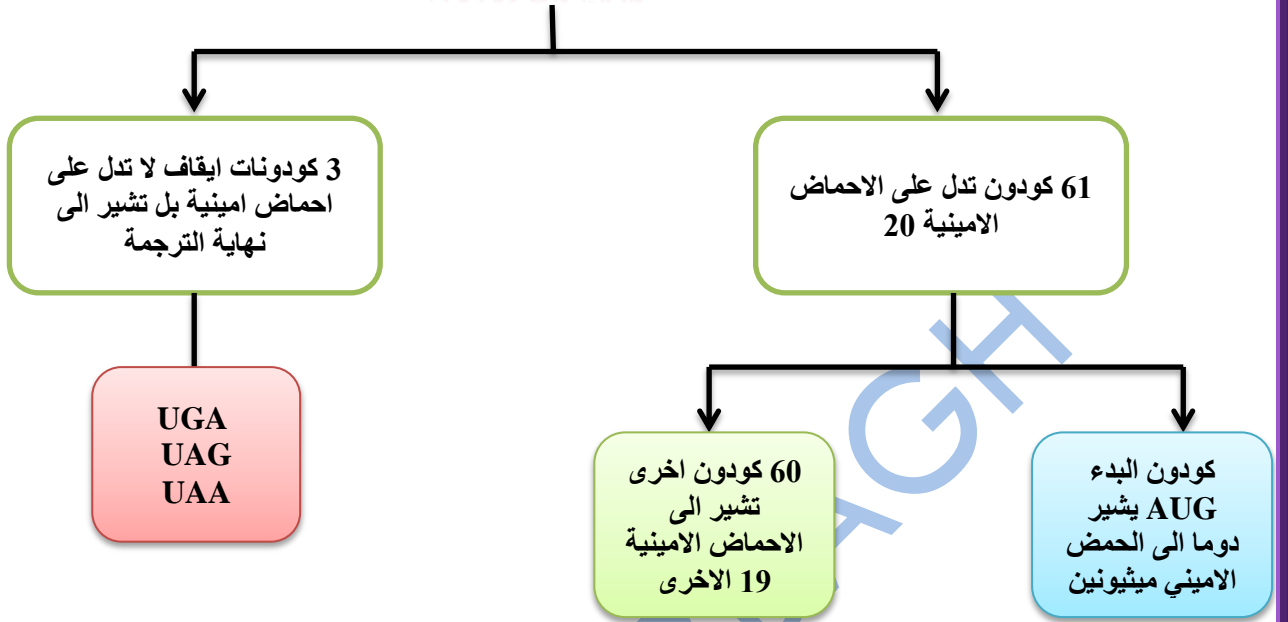 61 كودون تدل على الاحماض
الامينية 20
3 كودونات ايقاف لا تدل على
احماض امينية بل تشير الى
نهاية الترجمة
كودون البدء
AUG يشير
دوما الى الحمض
الاميني ميثيونين
60 كودون اخرى
تشير الى
الاحماض الامينية
19 الاخرى
UGA
UAG
UAA